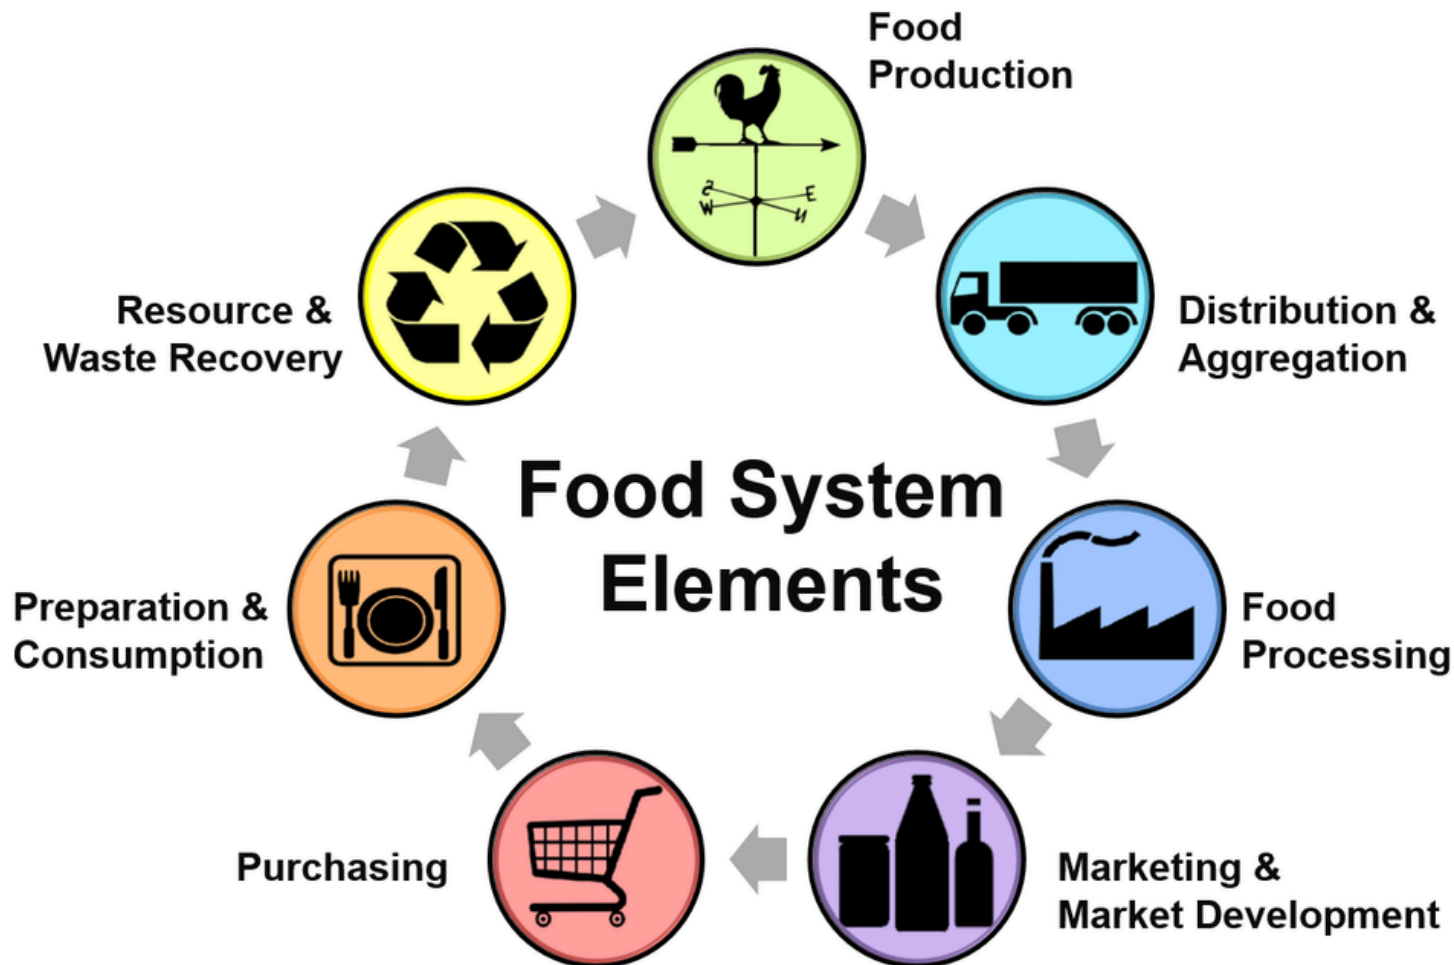 Food
Production
S
E
W
N
Distribution &
Aggregation
Resource &
Waste Recovery
Food System
Elements
Food
Processing
Preparation &
Consumption
Purchasing
Marketing &
Market Development